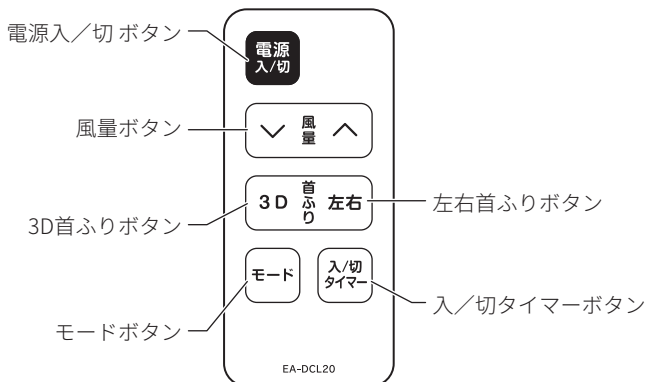 電源入／切 ボタン
電源
入/切
風量ボタン
風量
3D 首ふり 左右
3D首ふりボタン
左右首ふりボタン
モード
入/切
タイマー
モードボタン
入／切タイマーボタン
EA-DCL20